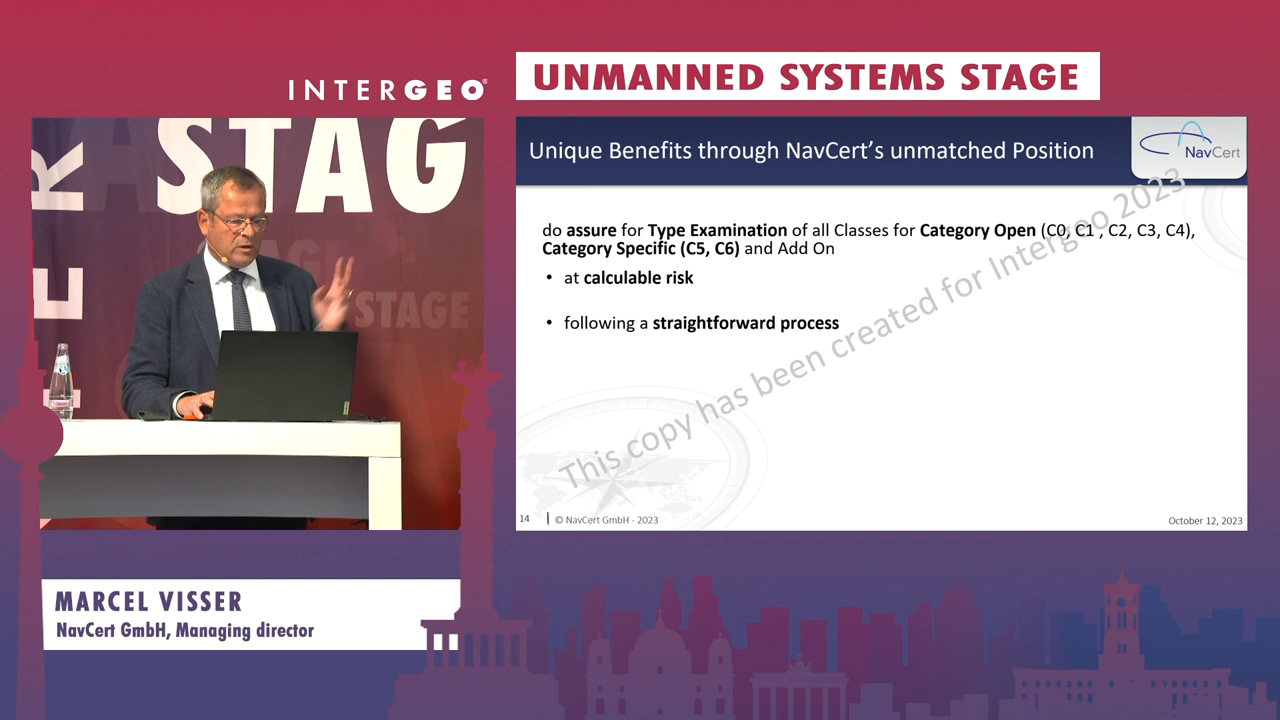 INTERGEO®
UNMANNED SYSTEMS STAGE
STAG
ER
STAGE
STAGE
Unique Benefits through NavCert's unmatched Position
NavCert
do assure for Type Examination of all Classes for Category Open (C0, C1 , C2, C3, C4),
Category Specific (C5, C6) and Add On
• at calculable risk
• following a straightforward process
This copy has been created for Intergeo 2023
14
© NavCert GmbH - 2023
October 12, 2023
MARCEL VISSER
NavCert GmbH, Managing director